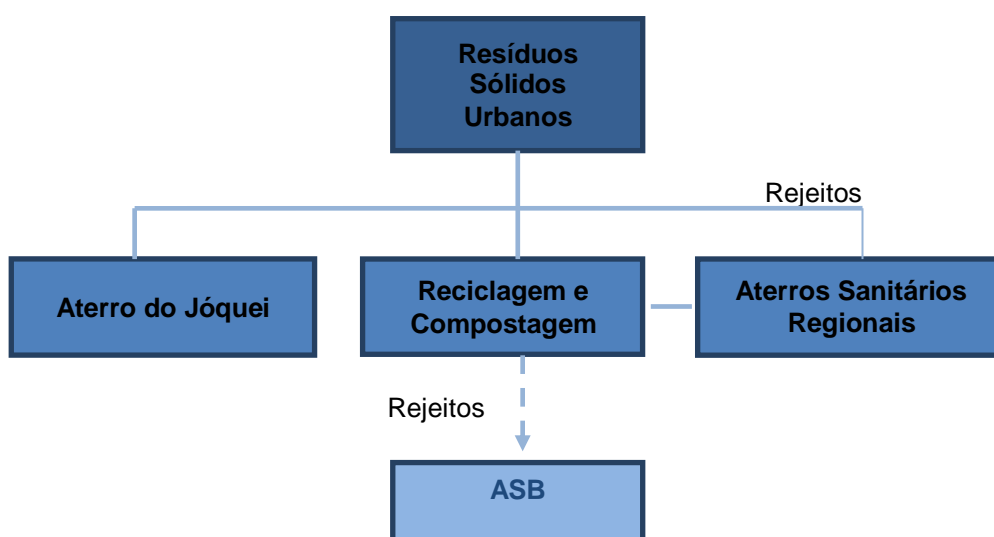 Resíduos
Sólidos
Urbanos
Rejeitos
Aterro do Jóquei
Reciclagem e
Compostagem
Aterros Sanitários
Regionais
Rejeitos
ASB